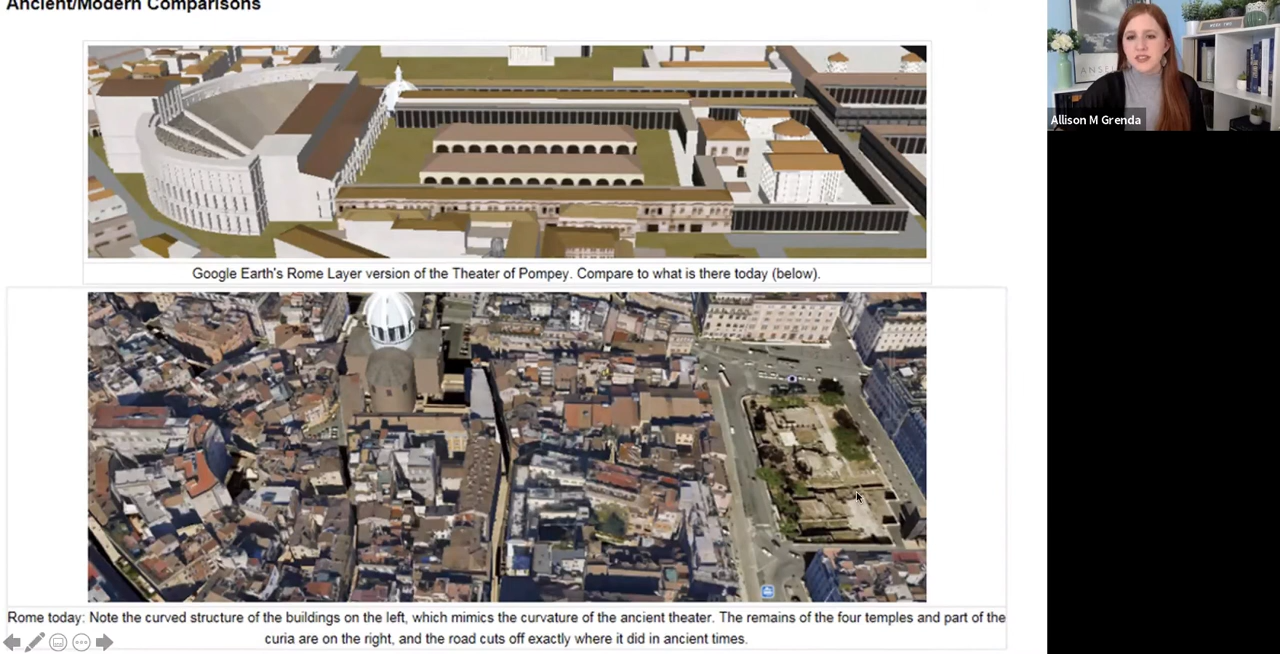 Ancient/Modern Comparisons
Allison M Grenda
Google Earth's Rome Layer version of the Theater of Pompey. Compare to what is there today (below).
Rome today: Note the curved structure of the buildings on the left, which mimics the curvature of the ancient theater. The remains of the four temples and part of the
curia are on the right, and the road cuts off exactly where it did in ancient times.